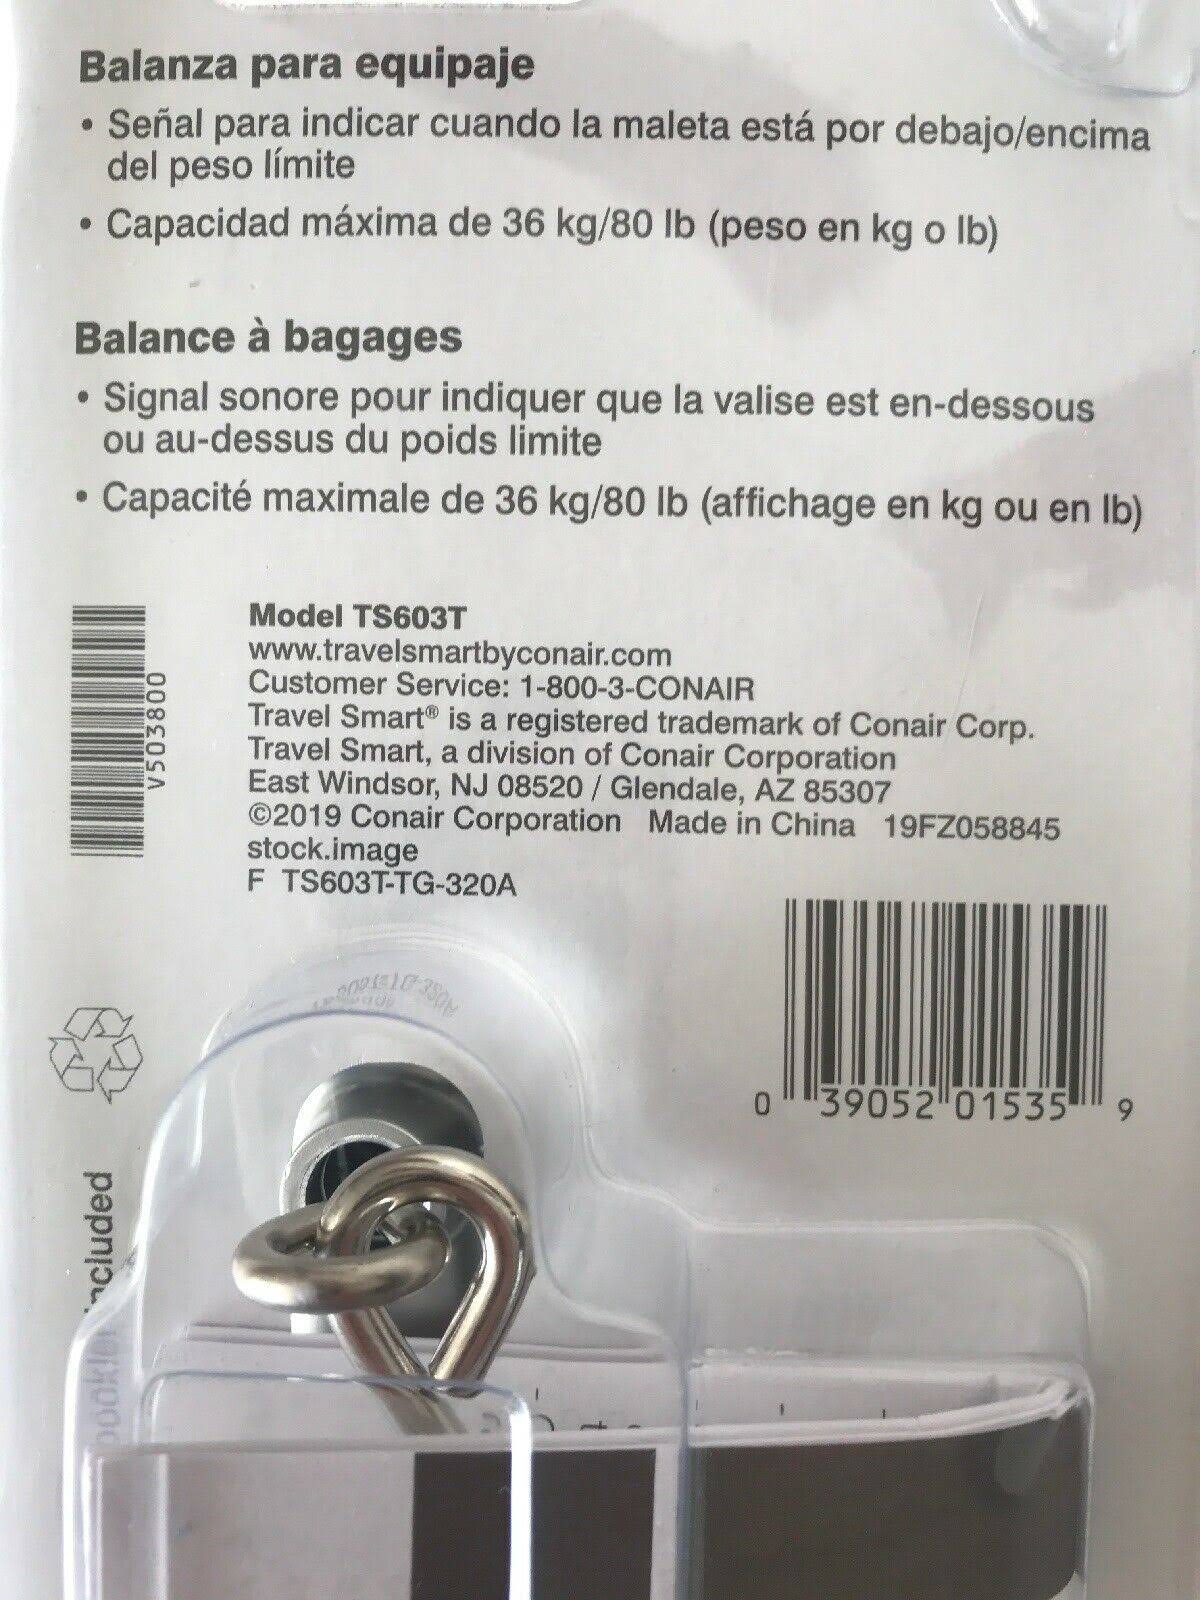 Balanza para equipaje
• Señal para indicar cuando la maleta está por debajo/encima
del peso límite
• Capacidad máxima de 36 kg/80 lb (peso en kg o lb)
Balance à bagages
• Signal sonore pour indiquer que la valise est en-dessous
ou au-dessus du poids limite
• Capacité maximale de 36 kg/80 lb (affichage en kg ou en lb)
V503800
Model TS603T
www.travelsmartbyconair.com
Customer Service: 1-800-3-CONAIR
Travel Smart® is a registered trademark of Conair Corp.
Travel Smart, a division of Conair Corporation
East Windsor, NJ 08520 / Glendale, AZ 85307
©2019 Conair Corporation Made in China 19FZ058845
stock.image
F TS603T-TG-320A
0 39052 01535 9
included